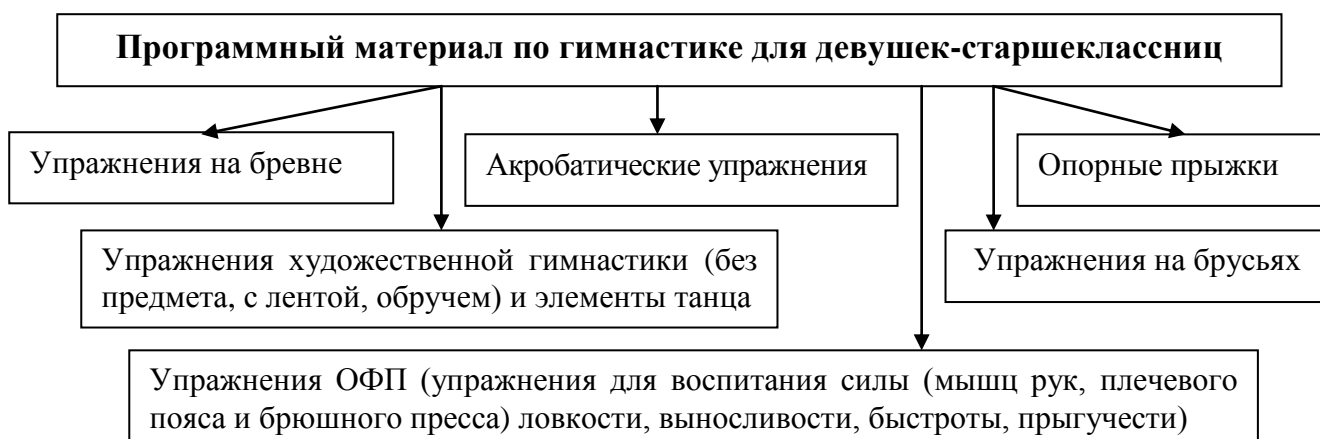 Программный материал по гимнастике для девушек-старшеклассниц
Упражнения на бревне
Акробатические упражнения
Опорные прыжки
Упражнения художественной гимнастики (без
предмета, с лентой, обручем) и элементы танца
Упражнения на брусьях
Упражнения ОФП (упражнения для воспитания силы (мышц рук, плечевого
пояса и брюшного пресса) ловкости, выносливости, быстроты, прыгучести)